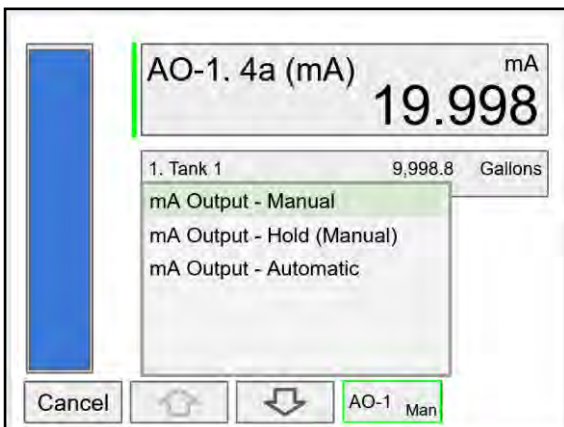 AO-1. 4a (mA) mA
19.998
1. Tank 1 9,998.8 Gallons
mA Output - Manual
mA Output - Hold (Manual)
mA Output - Automatic
Cancel AO-1 Man